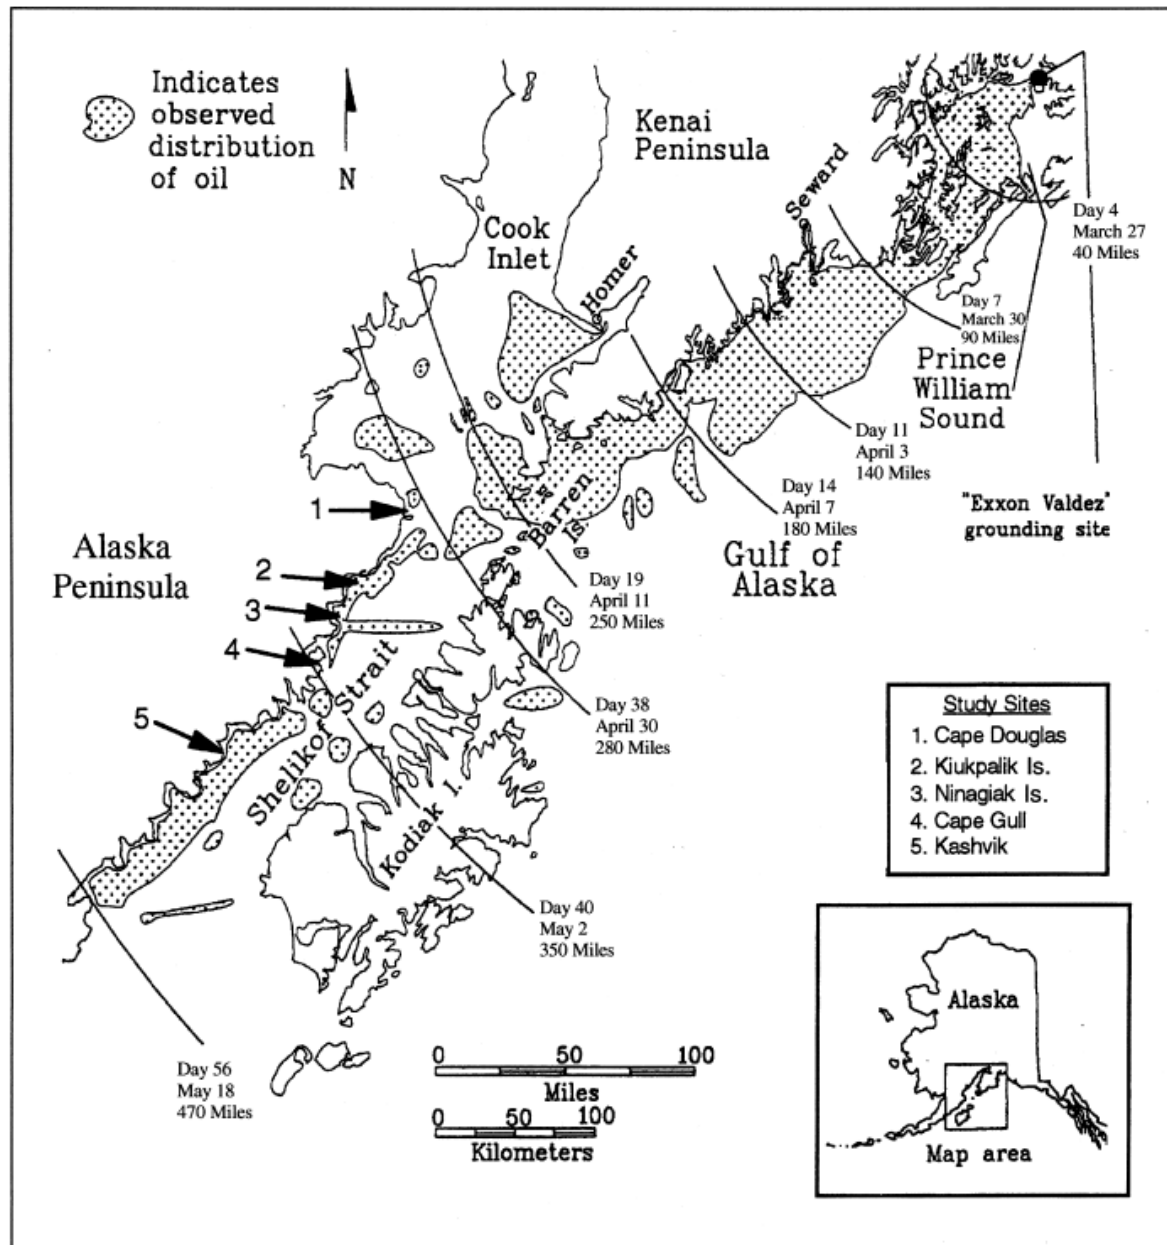 Indicates
observed
distribution
of oil
N
Kenai
Peninsula
Cook
Inlet
Homer
Seward
Day 4
March 27
40 Miles
Day 7
March 30
90 Miles
Prince
William
Sound
Day 11
April 3
140 Miles
Day 14
April 7
180 Miles
"Exxon Valdez"
grounding site
Gulf of
Alaska
Barren
Is.
Day 19
April 11
250 Miles
Alaska
Peninsula
1
2
3
4
5
Shelikof Strait
Kodiak I.
Day 38
April 30
280 Miles
Day 40
May 2
350 Miles
Day 56
May 18
470 Miles
Study Sites
1. Cape Douglas
2. Kiukpalik Is.
3. Ninagiak Is.
4. Cape Gull
5. Kashvik
0 50 100
Miles
0 50 100
Kilometers
Alaska
Map area